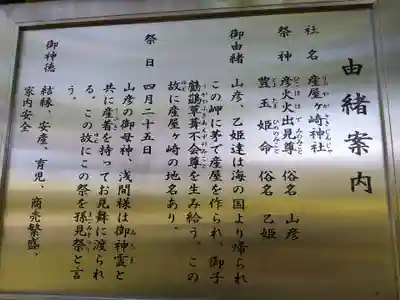 由緒案内
社名 産屋ヶ崎神社
祭神 彦火火出見尊 俗名 山彦
豊玉姫命 俗名 乙姫
御由緒 山彦、乙姫達は海の国より帰られ
この岬に茅で産屋を作られ、御子
鵜鶿草葺不合尊を生み給う。この
故に産屋ヶ崎の地名あり。
祭日 四月二十五日
山彦の御母神、浅間様は御神霊と
共に産着を持ってお見舞に渡られ
る。この故にこの祭を孫見祭と言
う。
御神徳 結縁、安産、育児、商売繁盛、
家内安全